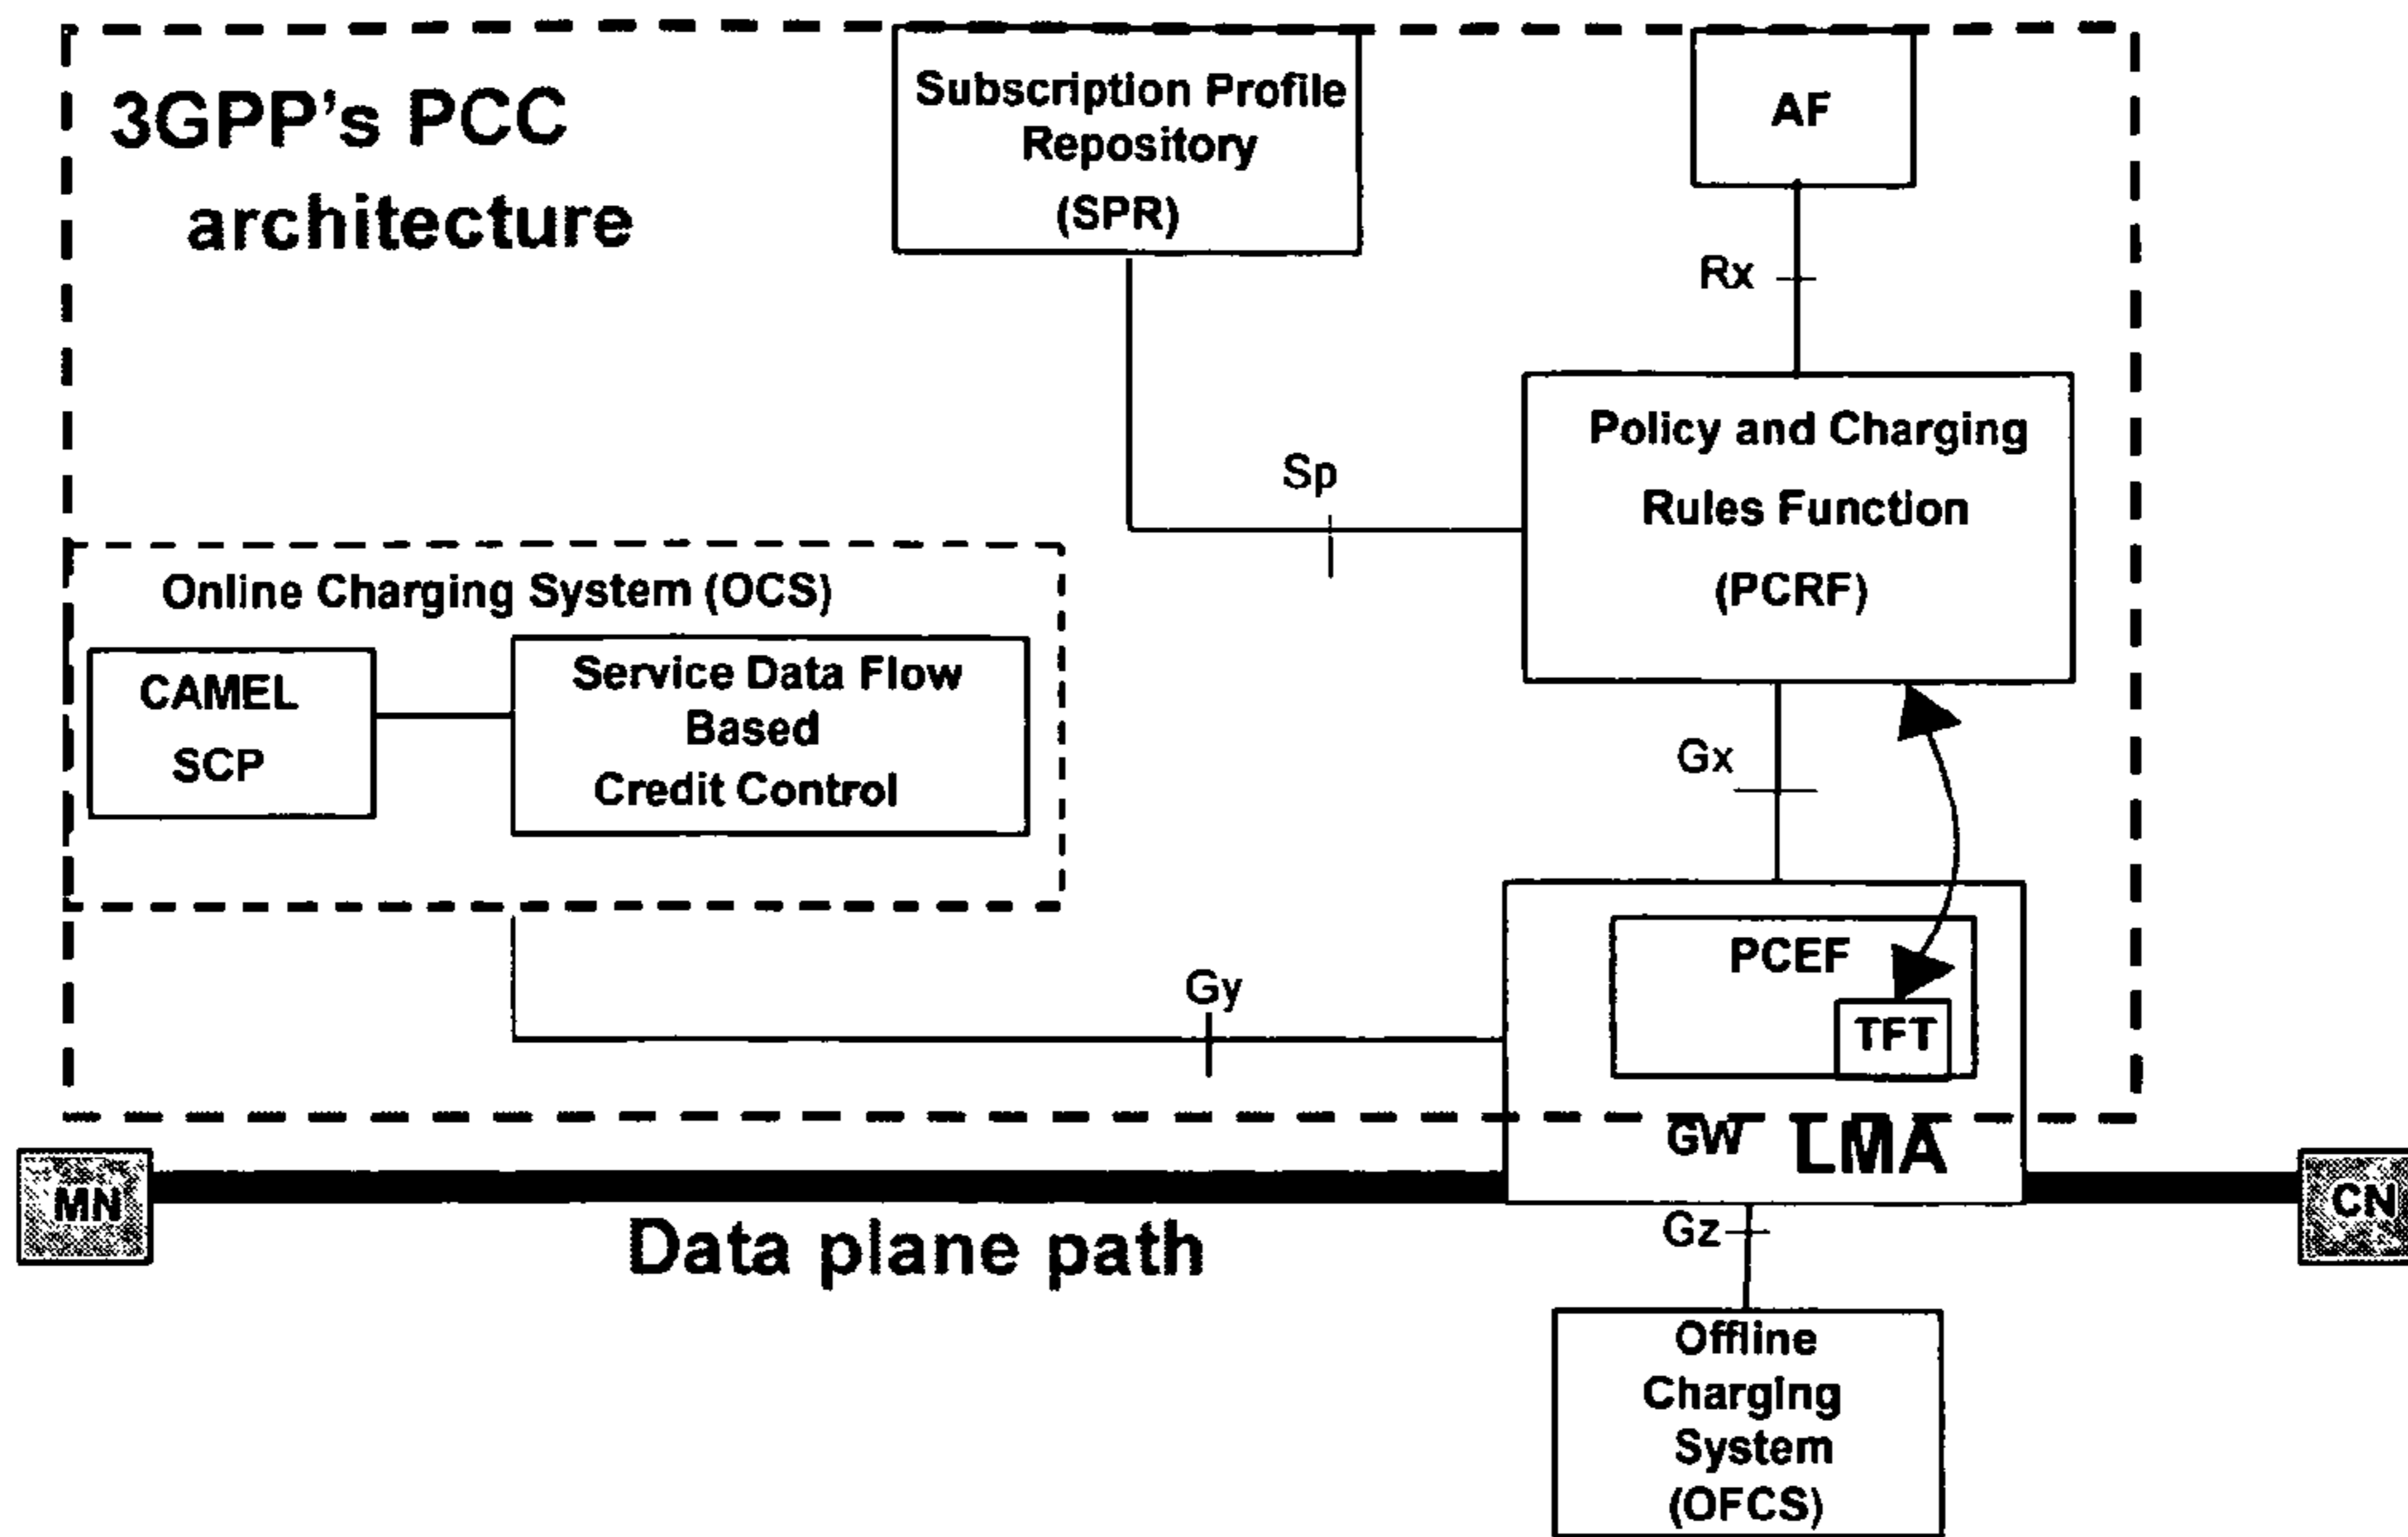 3GPP's PCC
architecture
Subscription Profile
Repository
(SPR)
AF
Rx
Policy and Charging
Rules Function
(PCRF)
Sp
Online Charging System (OCS)
CAMEL
SCP
Service Data Flow
Based
Credit Control
Gx
PCEF
TFT
Gy
GW LMA
MN
CN
Data plane path
Gz
Offline
Charging
System
(OFCS)